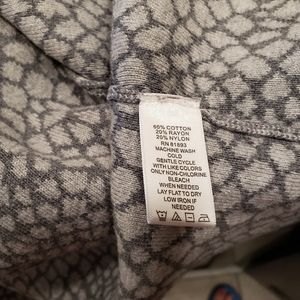 60% COTTON
20% RAYON
20% NYLON
RN 81893
MACHINE WASH
COLD
GENTLE CYCLE
WITH LIKE COLORS
ONLY NON-CHLORINE
BLEACH
WHEN NEEDED
LAY FLAT TO DRY
LOW IRON IF
NEEDED